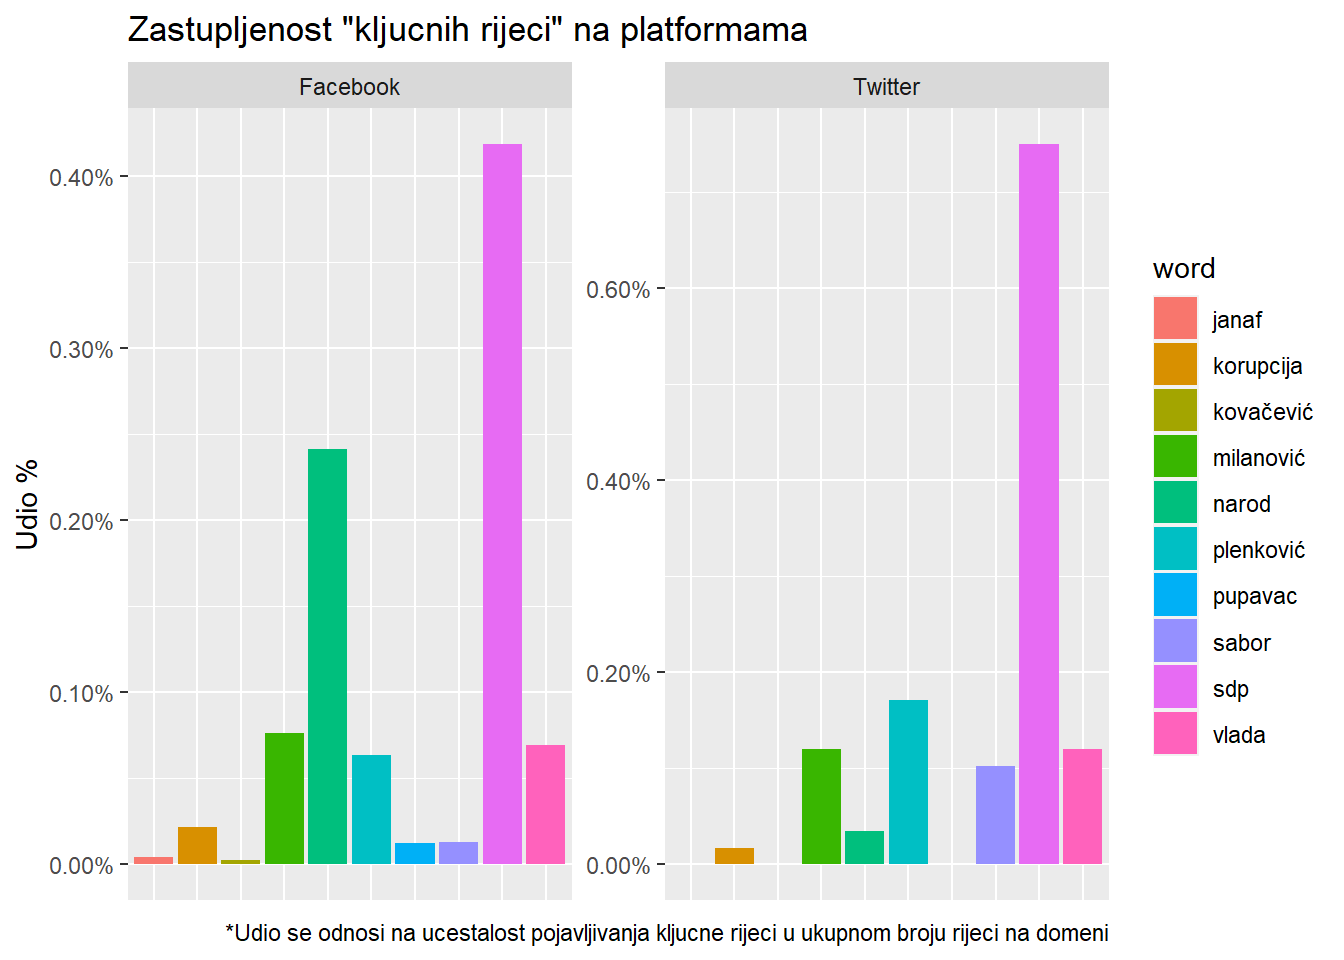 Zastupljenost "kljucnih rijeci" na platformama
Facebook
Twitter
Udio %
0.40%
0.30%
0.20%
0.10%
0.00%
0.60%
0.40%
0.20%
0.00%
word
janaf
korupcija
kovačević
milanović
narod
plenković
pupavac
sabor
sdp
vlada
*Udio se odnosi na ucestalost pojavljivanja kljucne rijeci u ukupnom broju rijeci na domeni